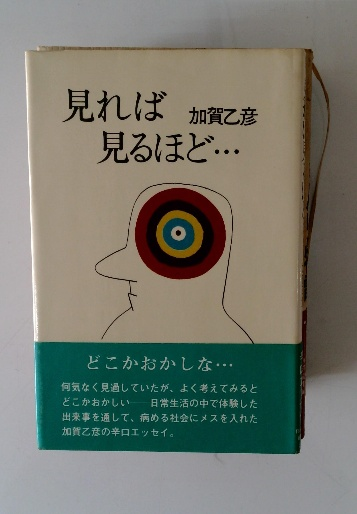 見れば
加賀乙彦
見るほど…
どこかおかしな…
何気なく見過していたが、よく考えてみると
どこかおかしい──日常生活の中で体験した
出来事を通して、病める社会にメスを入れた
加賀乙彦の辛口エッセイ。